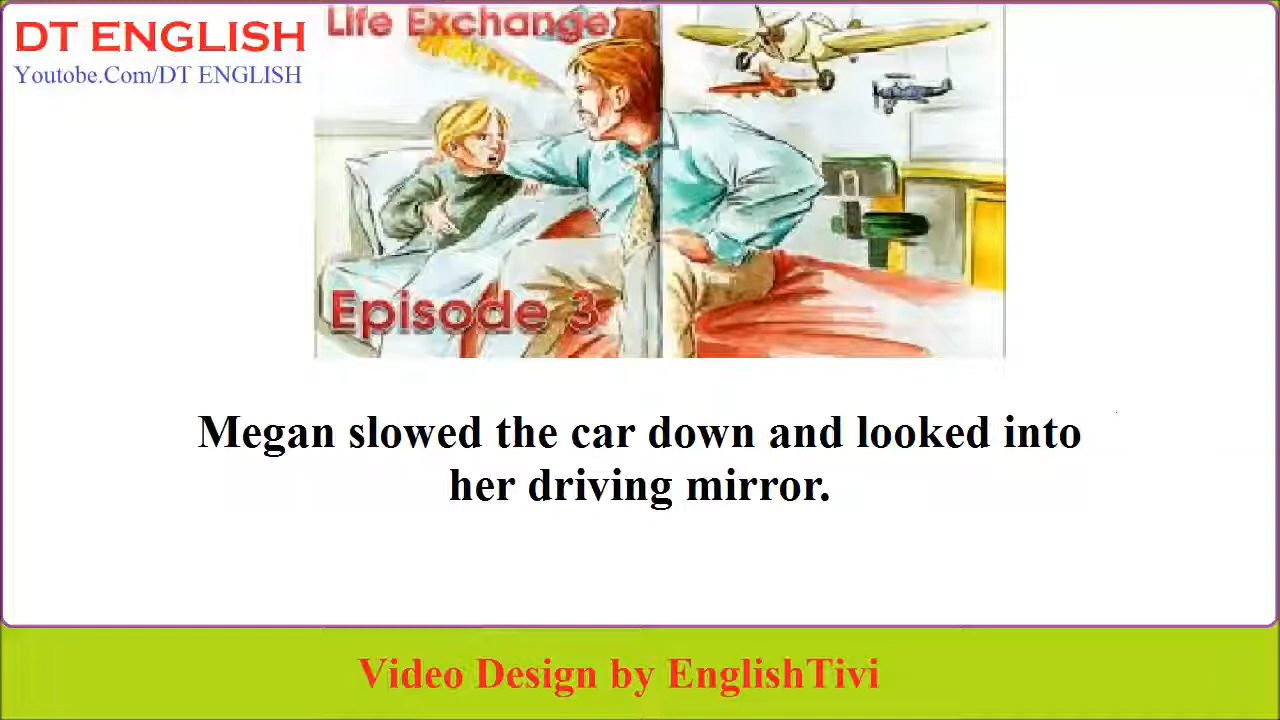 DT ENGLISH
Youtube.Com/DT ENGLISH
Life Exchange
Episode 3
Megan slowed the car down and looked into
her driving mirror.
Video Design by EnglishTivi